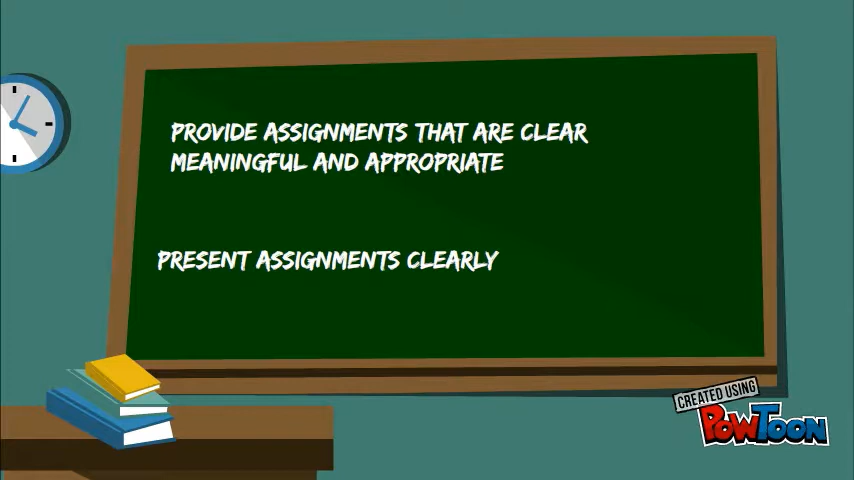 PROVIDE ASSIGNMENTS THAT ARE CLEAR
MEANINGFUL AND APPROPRIATE
PRESENT ASSIGNMENTS CLEARLY
CREATED USING
POWTOON